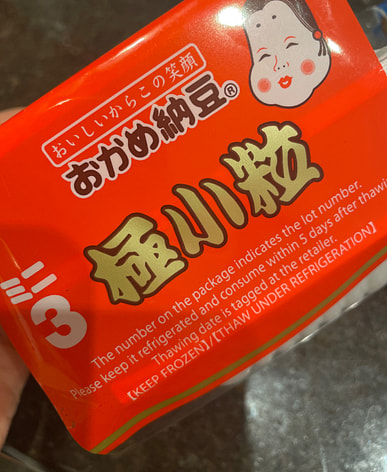 おいしいからこの笑顔
おかめ納豆®
極小粒
ミニ3
The number on the package indicates the lot number.
Please keep it refrigerated and consume within 5 days after thawing.
Thawing date is tagged at the retailer.
【KEEP FROZEN】/【THAW UNDER REFRIGERATION】